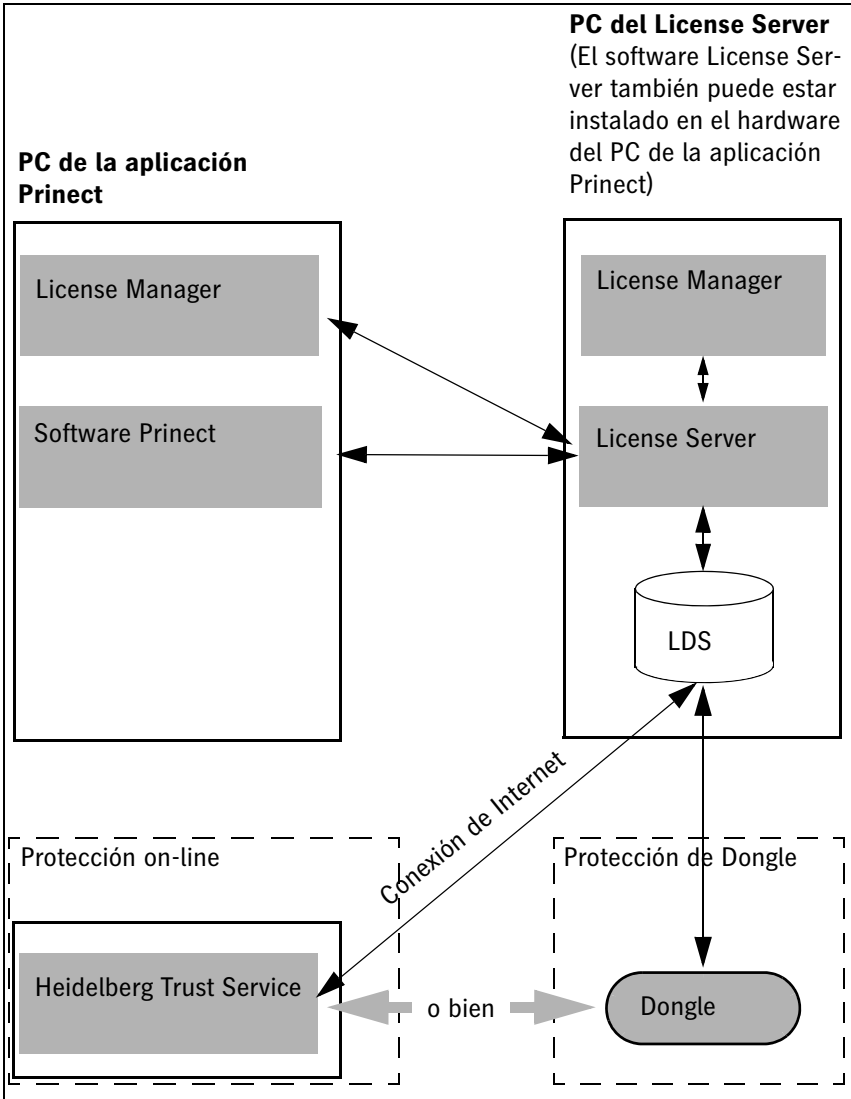 PC del License Server
(El software License Ser-
ver también puede estar
instalado en el hardware
del PC de la aplicación
Prinect)
PC de la aplicación
Prinect
License Manager
License Manager
Software Prinect
License Server
LDS
Conexión de Internet
Protección on-line
Protección de Dongle
Heidelberg Trust Service
o bien
Dongle